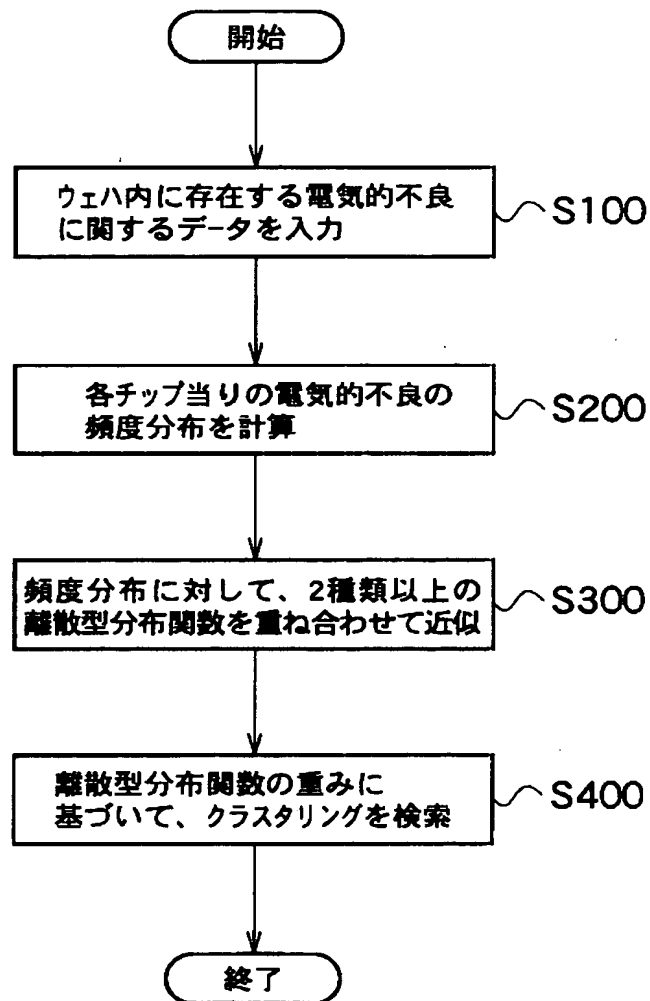 開始
ウェハ内に存在する電気的不良
に関するデータを入力
S100
各チップ当りの電気的不良の
頻度分布を計算
S200
頻度分布に対して、2種類以上の
離散型分布関数を重ね合わせて近似
S300
離散型分布関数の重みに
基づいて、クラスタリングを検索
S400
終了